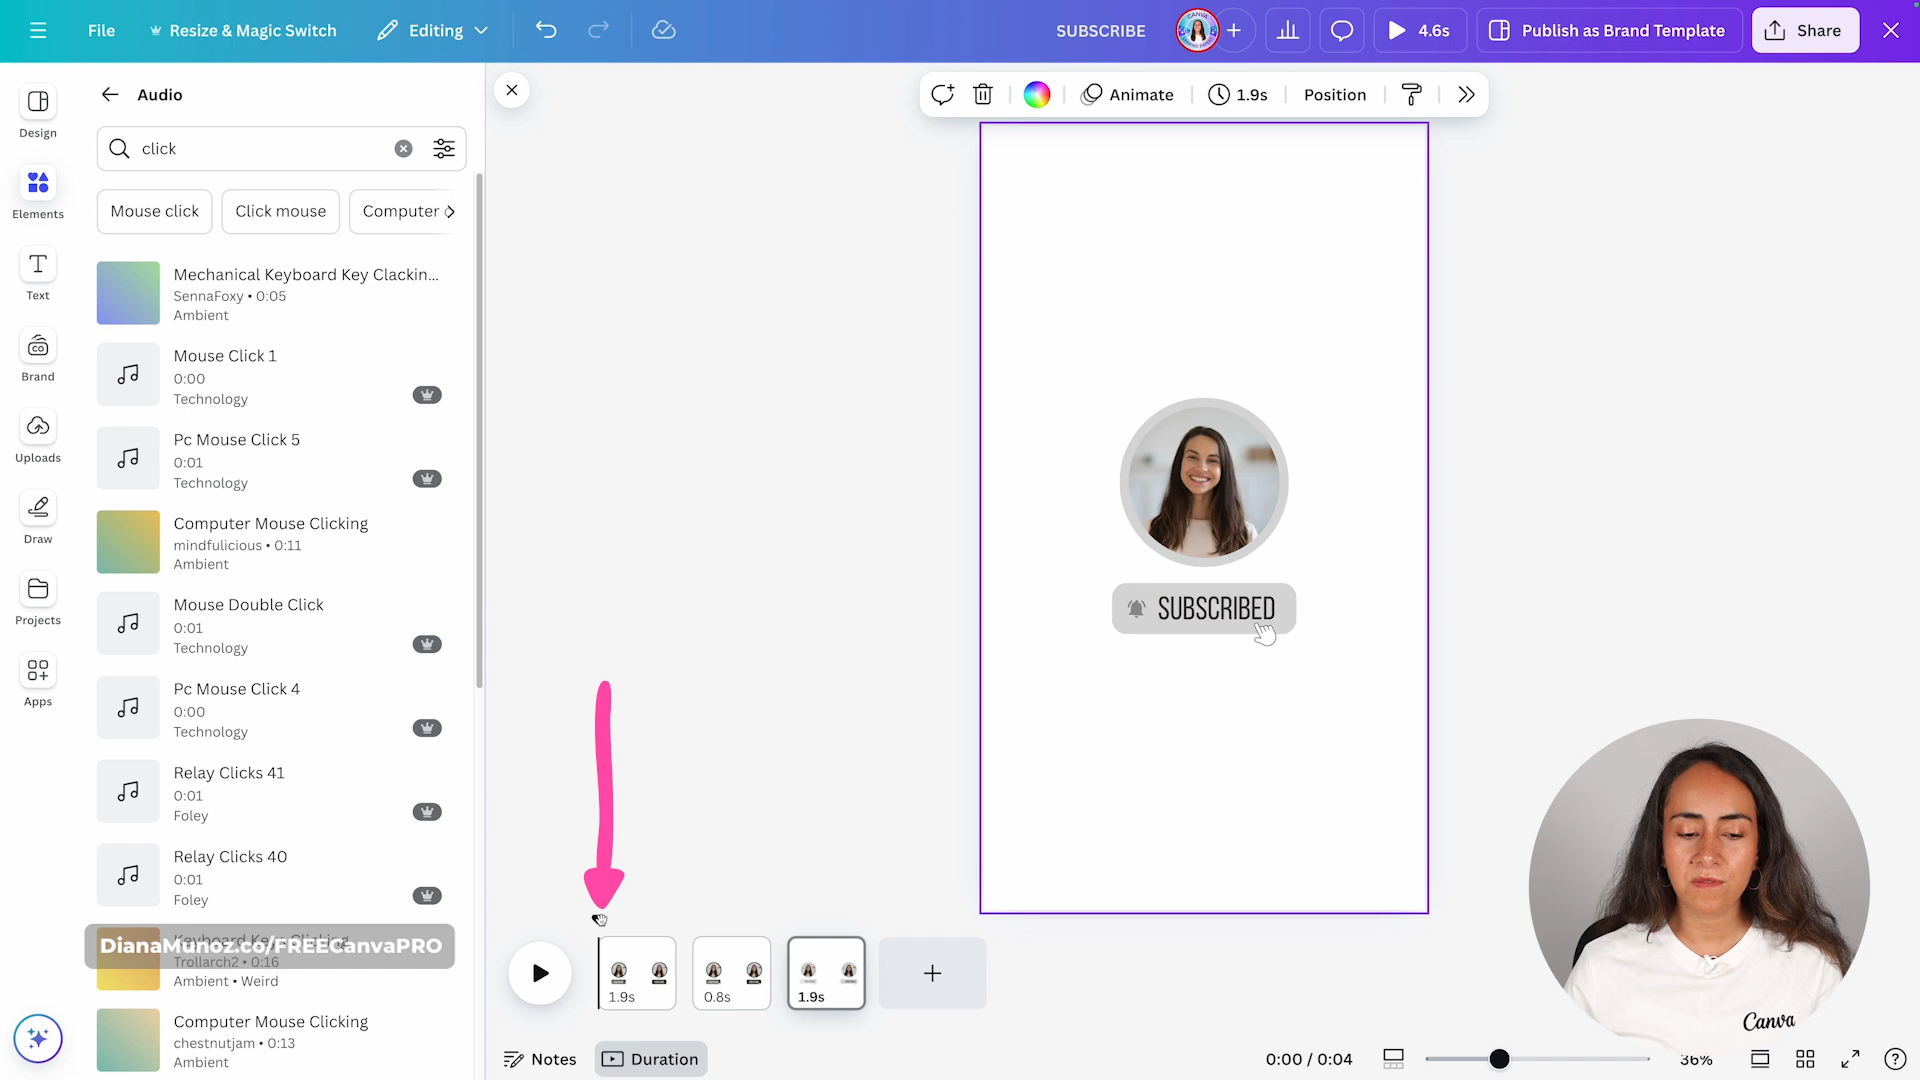 File
Resize & Magic Switch
Editing
SUBSCRIBE
CANVA
4.6s
Publish as Brand Template
Share
Design
Elements
Text
Brand
Uploads
Draw
Projects
Apps
Audio
click
Mouse click
Click mouse
Computer
Mechanical Keyboard Key Clackin...
SennaFoxy • 0:05
Ambient
Mouse Click 1
0:00
Technology
Pc Mouse Click 5
0:01
Technology
Computer Mouse Clicking
mindfulicious • 0:11
Ambient
Mouse Double Click
0:01
Technology
Pc Mouse Click 4
0:00
Technology
Relay Clicks 41
0:01
Foley
Relay Clicks 40
0:01
Foley
DianaMunoz.co/FREECanvaPRO
Trollarch2 • 0:16
Ambient • Weird
Computer Mouse Clicking
chestnutjam • 0:13
Ambient
Animate
1.9s
Position
SUBSCRIBED
1.9s
0.8s
1.9s
Notes
Duration
0:00 / 0:04
36%
Canva